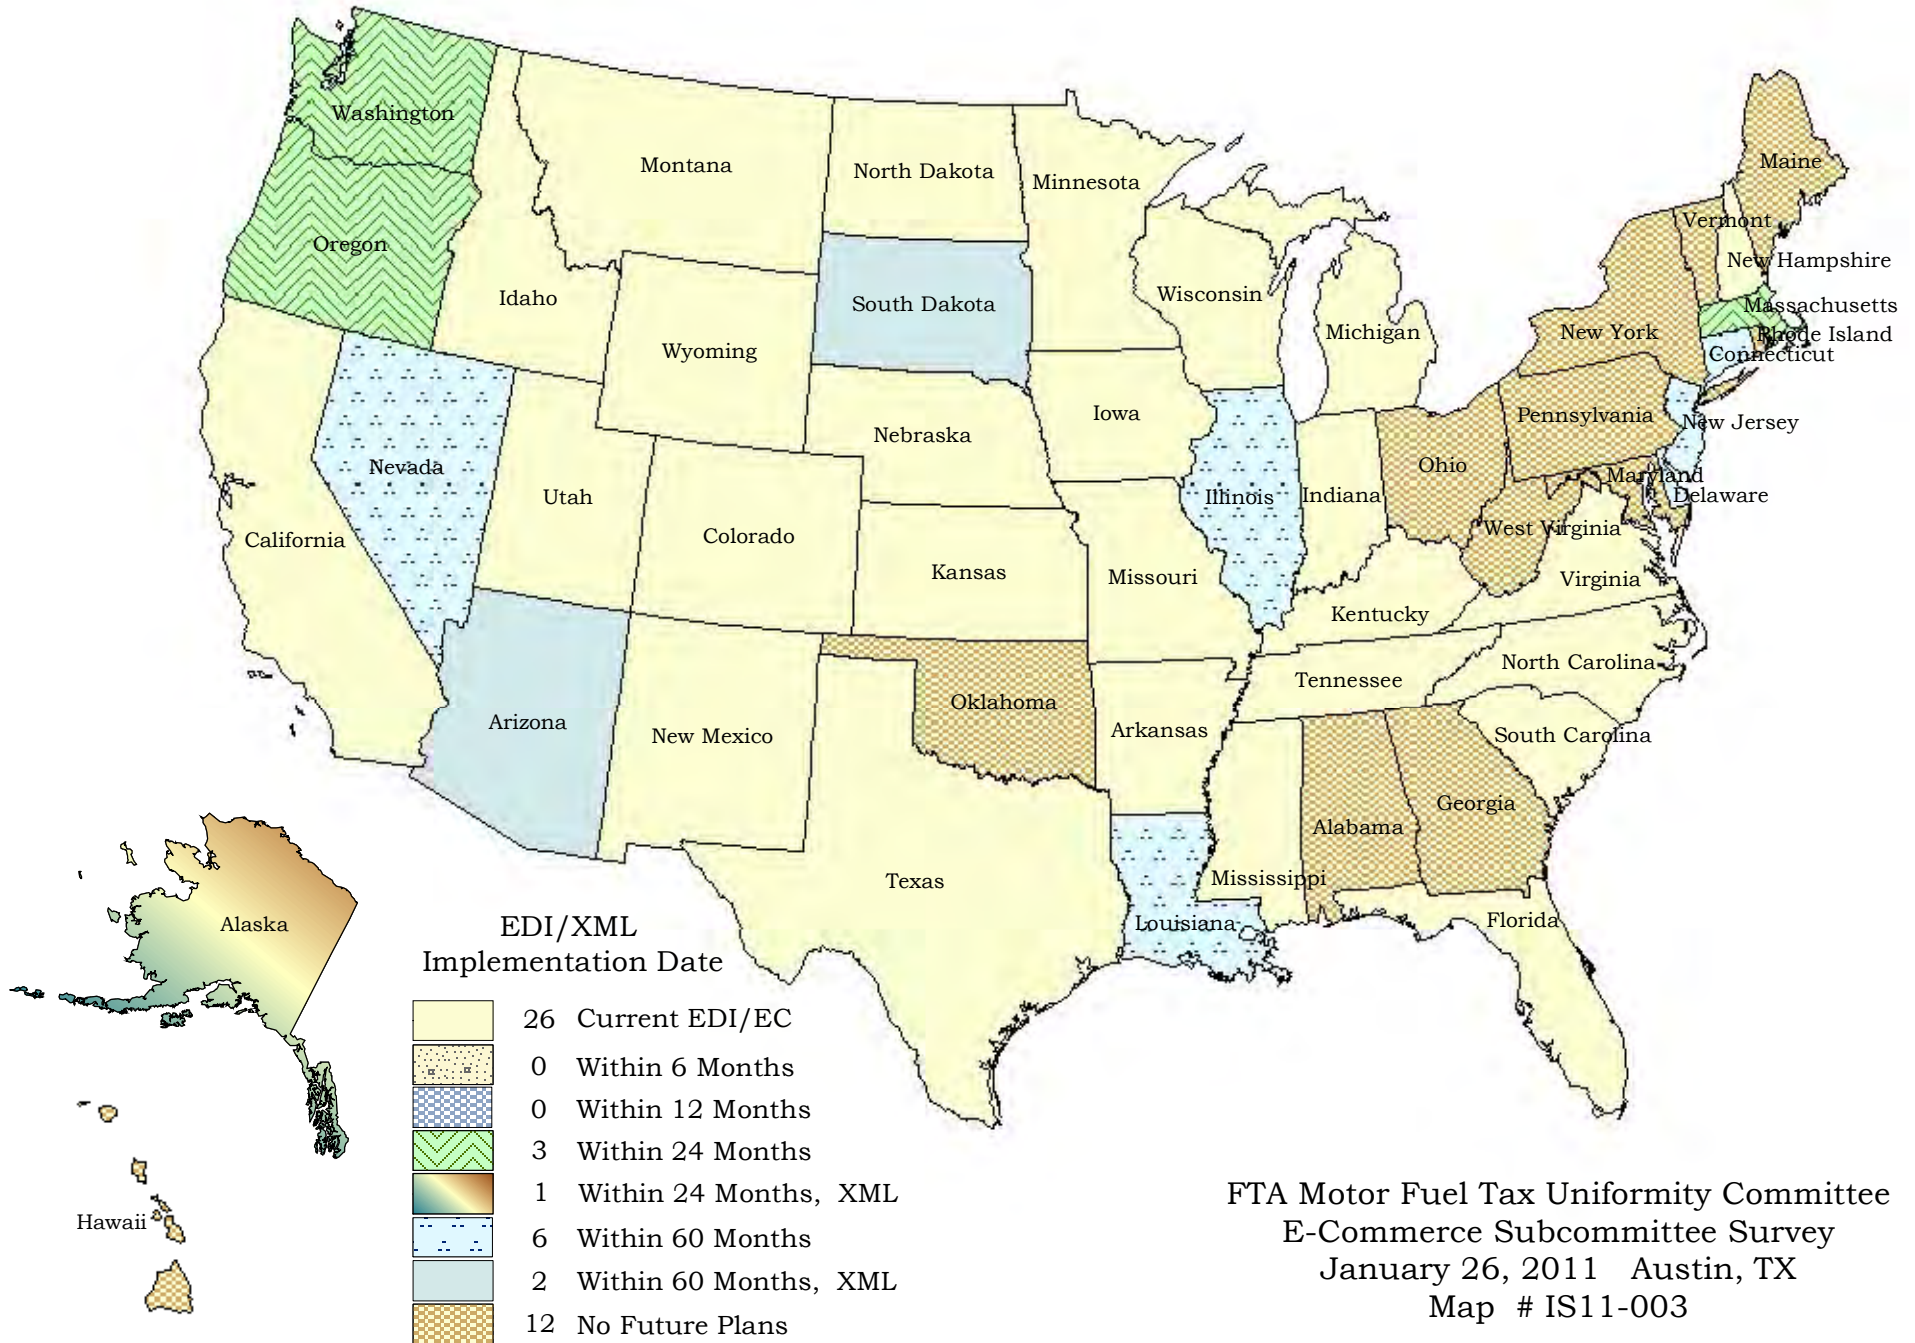 Washington
Montana
North Dakota
Minnesota
Maine
Vermont
Oregon
New Hampshire
Idaho
South Dakota
Wisconsin
Massachusetts
Michigan
New York
Rhode Island
Wyoming
Connecticut
Iowa
Pennsylvania
New Jersey
Nebraska
Nevada
Ohio
Maryland
Utah
Illinois
Indiana
Delaware
California
Colorado
West Virginia
Kansas
Missouri
Virginia
Kentucky
North Carolina
Tennessee
Oklahoma
Arizona
New Mexico
Arkansas
South Carolina
Georgia
Alabama
Texas
Mississippi
Alaska
Louisiana
Florida
Hawaii
EDI/XML
Implementation Date
26 Current EDI/EC
0 Within 6 Months
0 Within 12 Months
3 Within 24 Months
1 Within 24 Months, XML
6 Within 60 Months
2 Within 60 Months, XML
12 No Future Plans
FTA Motor Fuel Tax Uniformity Committee
E-Commerce Subcommittee Survey
January 26, 2011 Austin, TX
Map # IS11-003